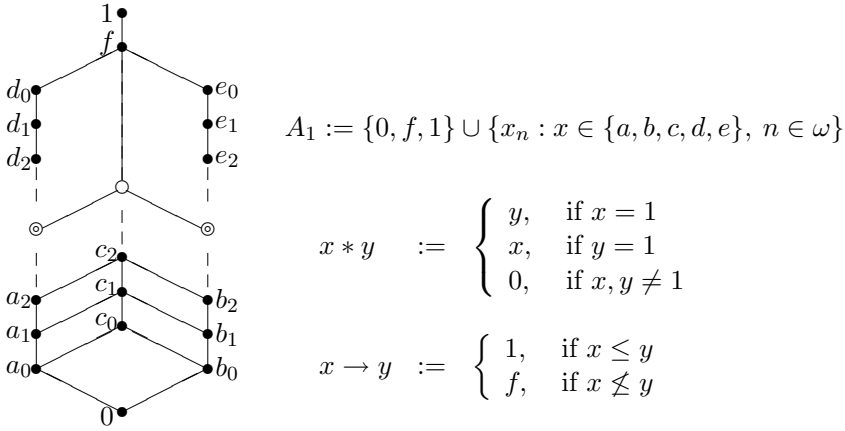 1
f
d₀ e₀
d₁ e₁
d₂ e₂
c₂
a₂ c₁ b₂
a₁ c₀ b₁
a₀ b₀
0
A₁ := {0, f, 1} ∪ {xₙ : x ∈ {a, b, c, d, e}, n ∈ ω}
x ∗ y := { y, if x = 1
x, if y = 1
0, if x, y ≠ 1
x → y := { 1, if x ≤ y
f, if x ≰ y